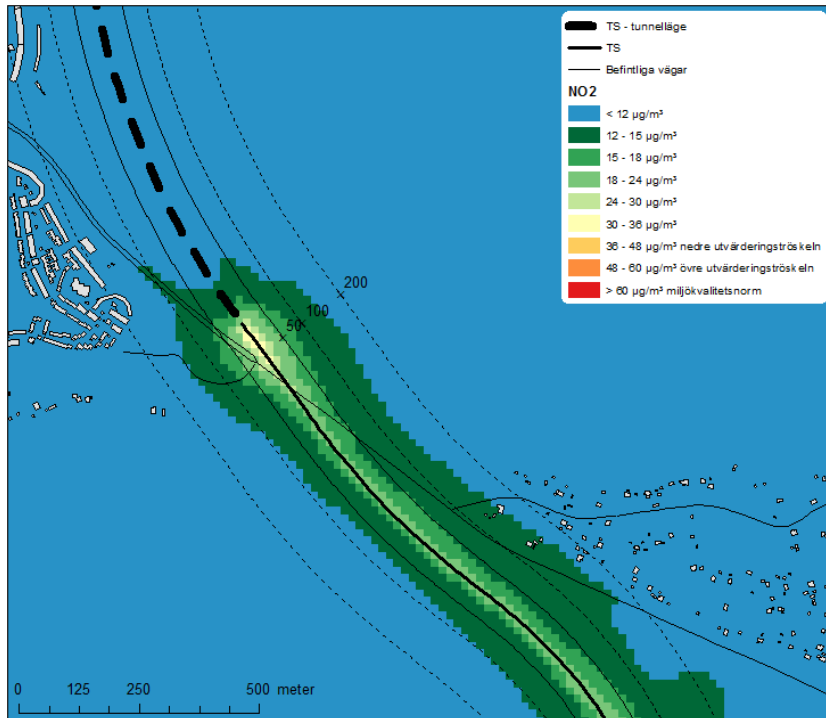 TS - tunnelläge
TS
Befintliga vägar
NO2
< 12 µg/m³
12 - 15 µg/m³
15 - 18 µg/m³
18 - 24 µg/m³
24 - 30 µg/m³
30 - 36 µg/m³
36 - 48 µg/m³ nedre utvärderingströskeln
48 - 60 µg/m³ övre utvärderingströskeln
> 60 µg/m³ miljökvalitetsnorm
200
100
50
0 125 250 500 meter